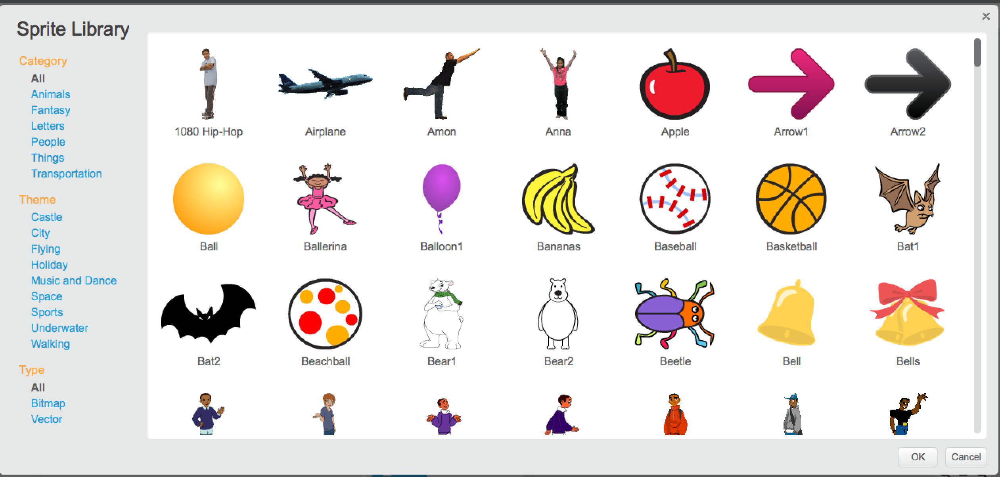 Sprite Library
Category
All
Animals
Fantasy
Letters
People
Things
Transportation
Theme
Castle
City
Flying
Holiday
Music and Dance
Space
Sports
Underwater
Walking
Type
All
Bitmap
Vector
1080 Hip-Hop Airplane Amon Anna Apple Arrow1 Arrow2
Ball Ballerina Balloon1 Bananas Baseball Basketball Bat1
Bat2 Beachball Bear1 Bear2 Beetle Bell Bells
OK Cancel